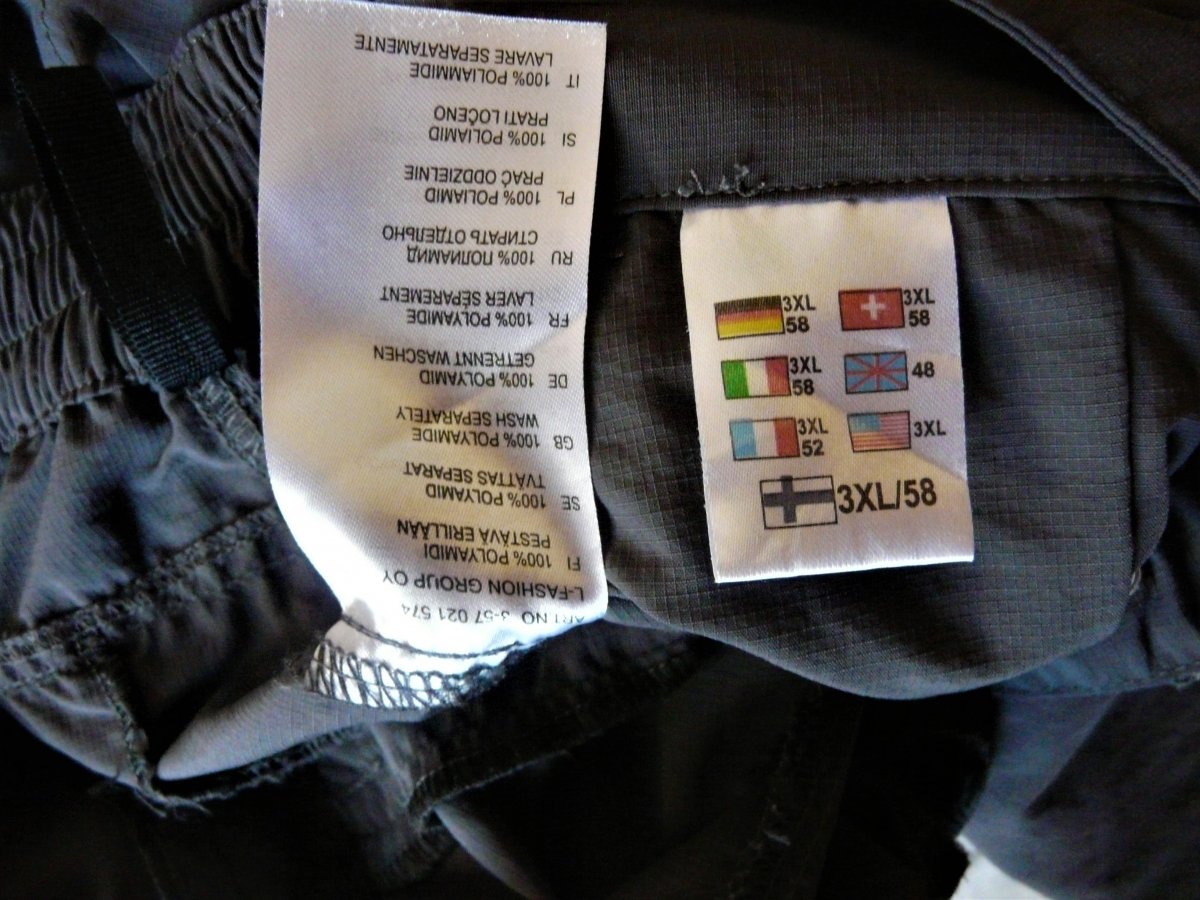 ART NO 3-57 021 574
L-FASHION GROUP OY
FI 100% POLYAMIDI
PESTÄVÄ ERILLÄÄN
SE 100% POLYAMID
TVÄTTAS SEPARAT
GB 100% POLYAMIDE
WASH SEPARATELY
DE 100% POLYAMID
GETRENNT WASCHEN
FR 100% POLYAMIDE
LAVER SÉPAREMENT
RU 100% ПОЛИАМИД
СТИРАТЬ ОТДЕЛЬНО
PL 100% POLIAMID
PRAĆ ODDZIELNIE
SI 100% POLIAMID
PRATI LOČENO
IT 100% POLIAMMIDE
LAVARE SEPARATAMENTE
3XL 3XL
58 58
3XL 48
58
3XL 3XL
52
3XL/58